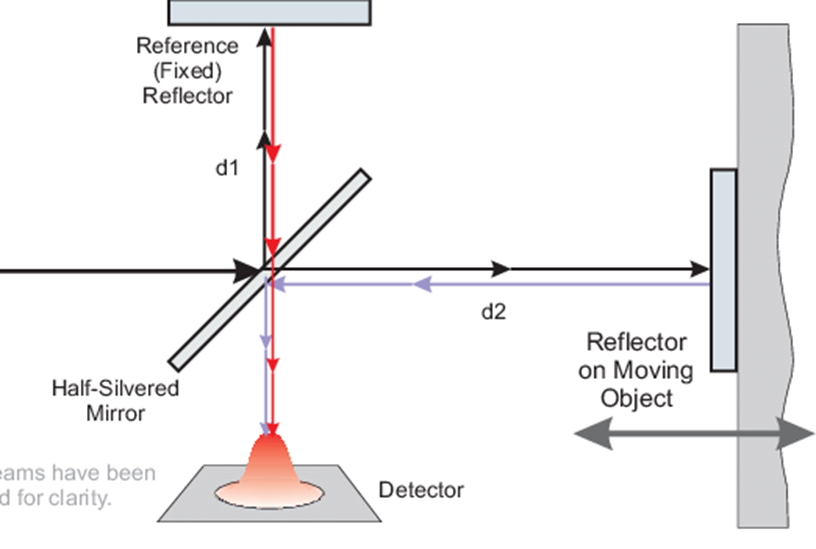 Reference
(Fixed)
Reflector
d1
d2
Reflector
on Moving
Object
Half-Silvered
Mirror
eams have been
d for clarity.
Detector